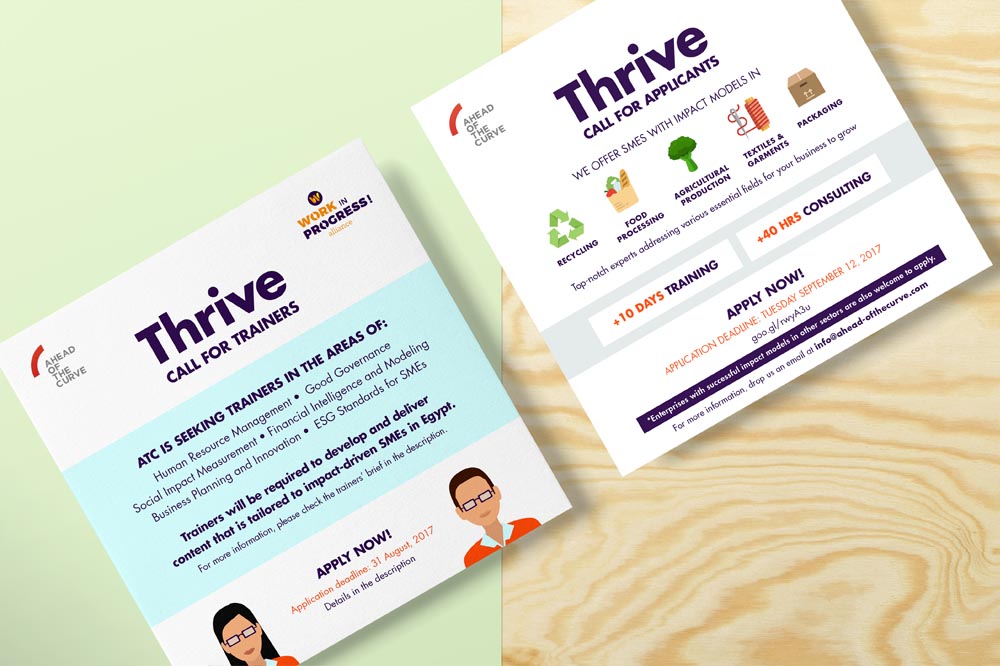 W
WORK IN
PROGRESS!
alliance
AHEAD
OF
THE
CURVE
Thrive
CALL FOR TRAINERS
ATC IS SEEKING TRAINERS IN THE AREAS OF:
Human Resource Management • Good Governance
Social Impact Measurement • Financial Intelligence and Modeling
Business Planning and Innovation • ESG Standards for SMEs
Trainers will be required to develop and deliver
content that is tailored to impact-driven SMEs in Egypt.
For more information, please check the trainers' brief in the description.
APPLY NOW!
Application deadline: 31 August, 2017
Details in the description
AHEAD
OF
THE
CURVE
Thrive
CALL FOR APPLICANTS
WE OFFER SMES WITH IMPACT MODELS IN
RECYCLING
FOOD
PROCESSING
AGRICULTURAL
PRODUCTION
TEXTILES &
GARMENTS
PACKAGING
Top-notch experts addressing various essential fields for your business to grow
+10 DAYS TRAINING
+40 HRS CONSULTING
APPLY NOW!
APPLICATION DEADLINE: TUESDAY SEPTEMBER 12, 2017
goo.gl/rwyA3u
*Enterprises with successful impact models in other sectors are also welcome to apply.
For more information, drop us an email at info@ahead-ofthecurve.com